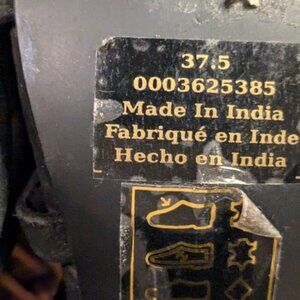 37.5
0003625385
Made In India
Fabriqué en Inde
Hecho en India